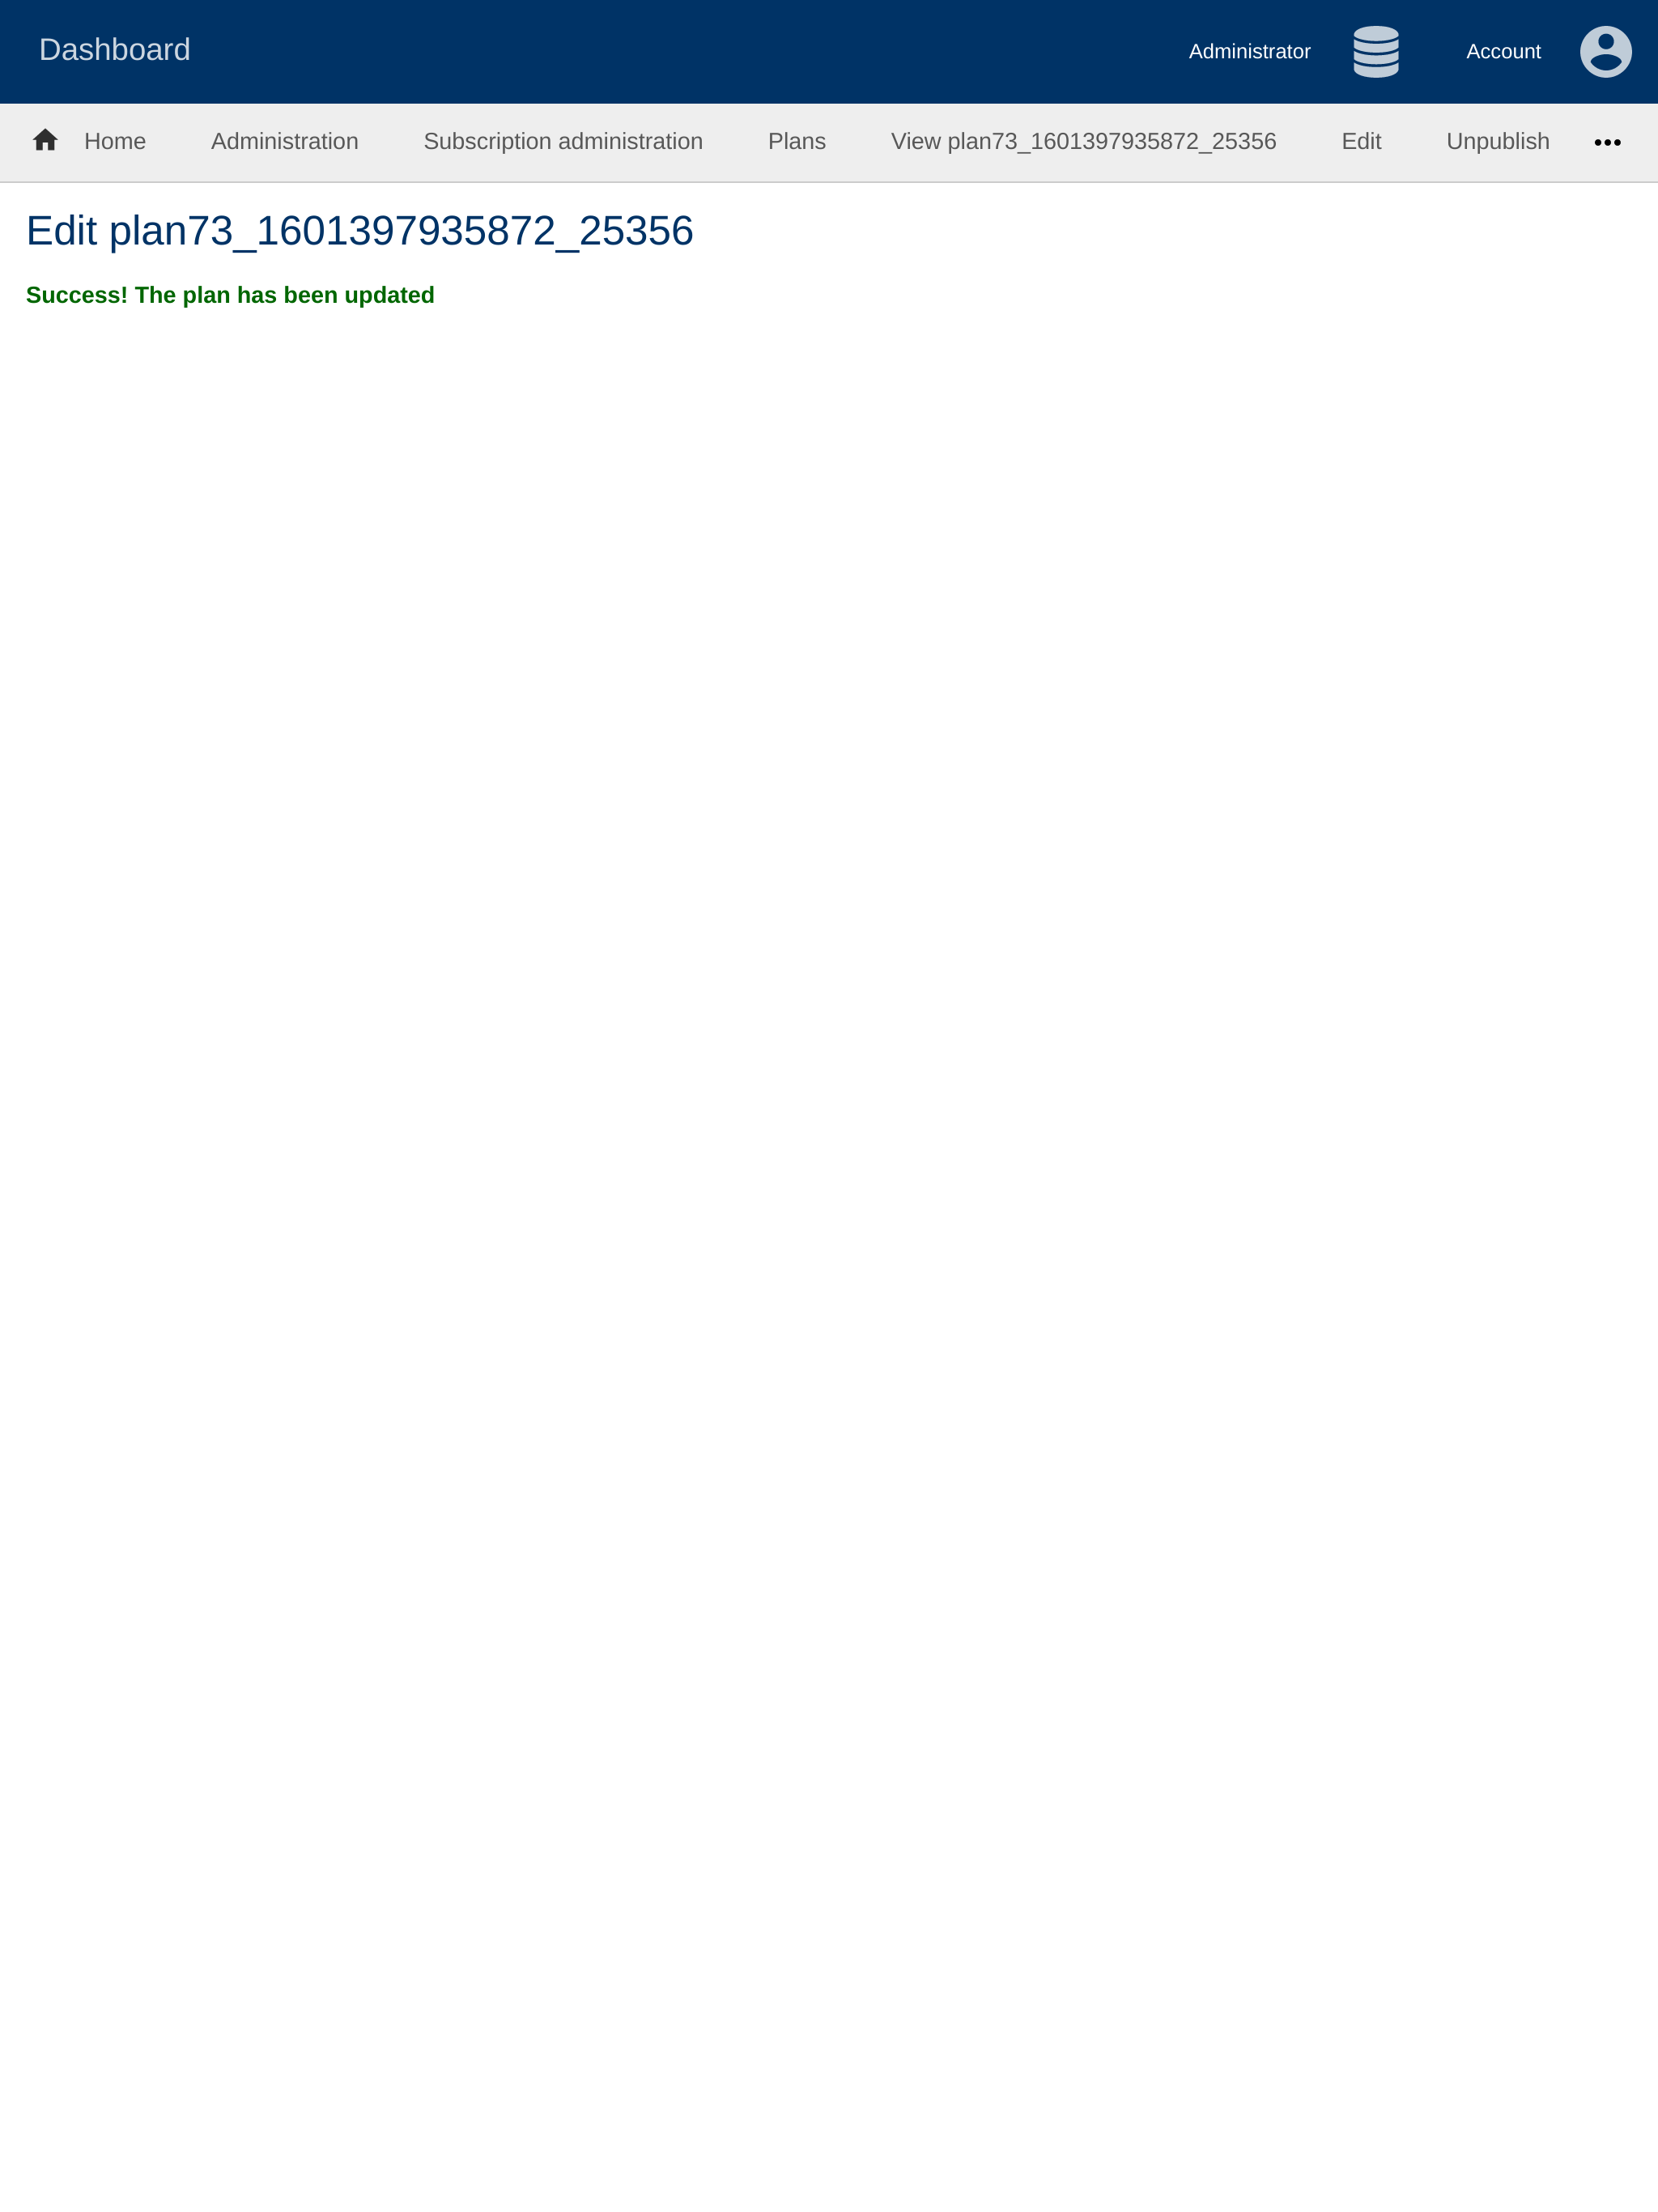 Dashboard Administrator Account
Home Administration Subscription administration Plans View plan73_1601397935872_25356 Edit Unpublish •••
Edit plan73_1601397935872_25356
Success! The plan has been updated